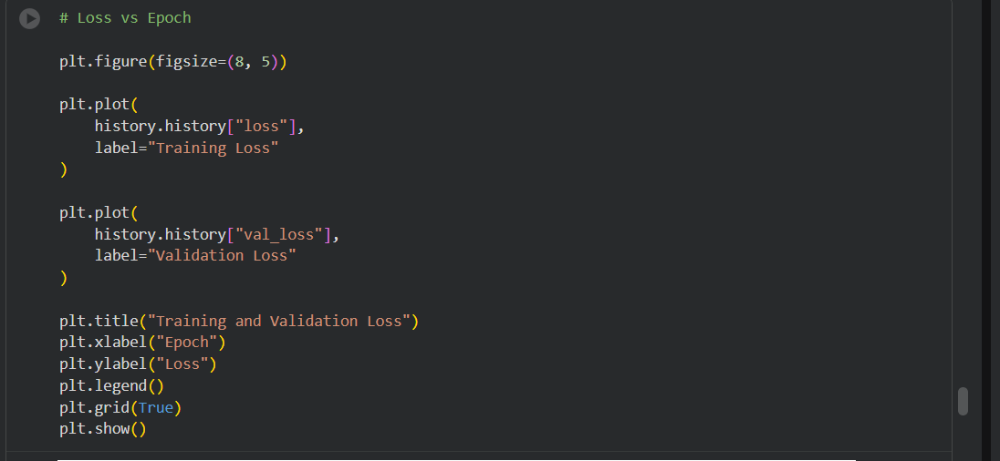 # Loss vs Epoch
plt.figure(figsize=(8, 5))
plt.plot(
    history.history["loss"],
    label="Training Loss"
)
plt.plot(
    history.history["val_loss"],
    label="Validation Loss"
)
plt.title("Training and Validation Loss")
plt.xlabel("Epoch")
plt.ylabel("Loss")
plt.legend()
plt.grid(True)
plt.show()